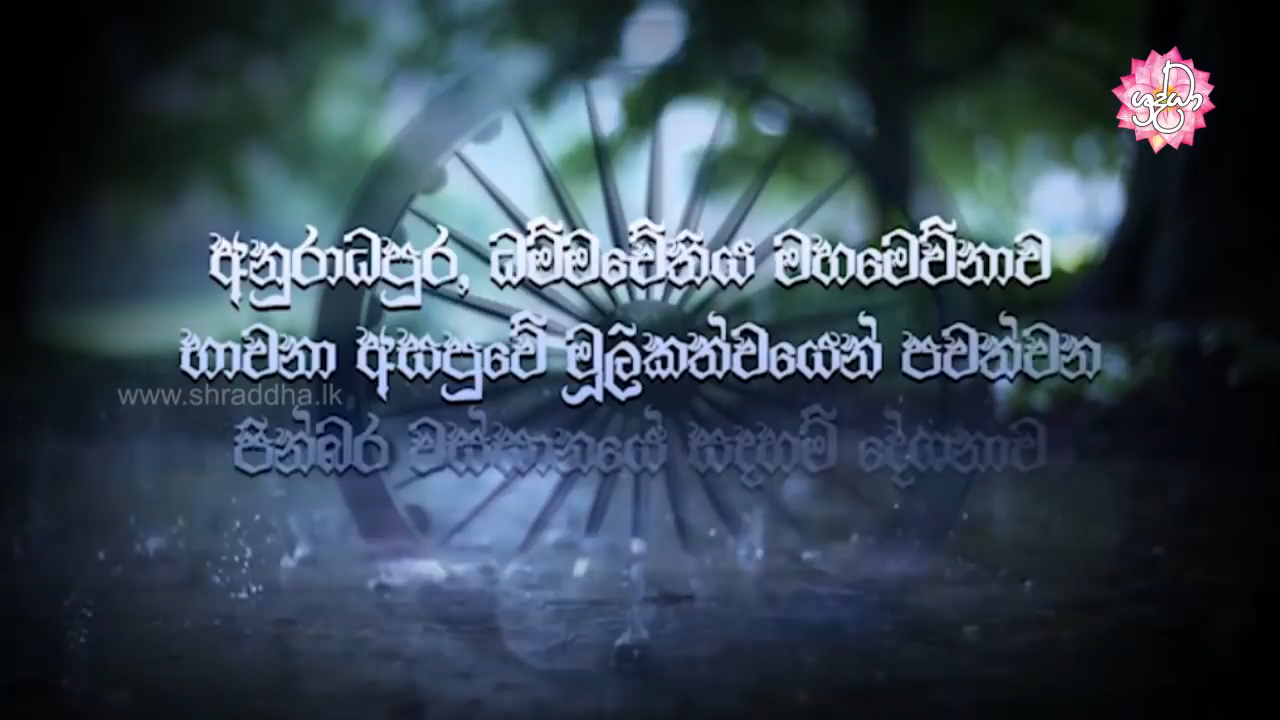 ශ්‍රද්ධා
අනුරාධපුර, ධම්මචේතිය මහමෙව්නාව
භාවනා අසපුවේ මූලිකත්වයෙන් පවත්වන
www.shraddha.lk
පින්බර වස්සානයේ සදහම් දේශනාව